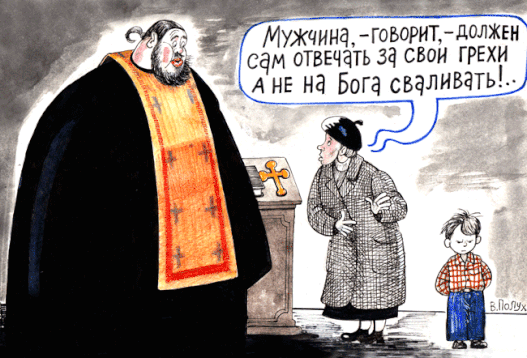 Мужчина, – говорит, – должен
сам отвечать за свои грехи
а не на Бога сваливать!..
В.Полух